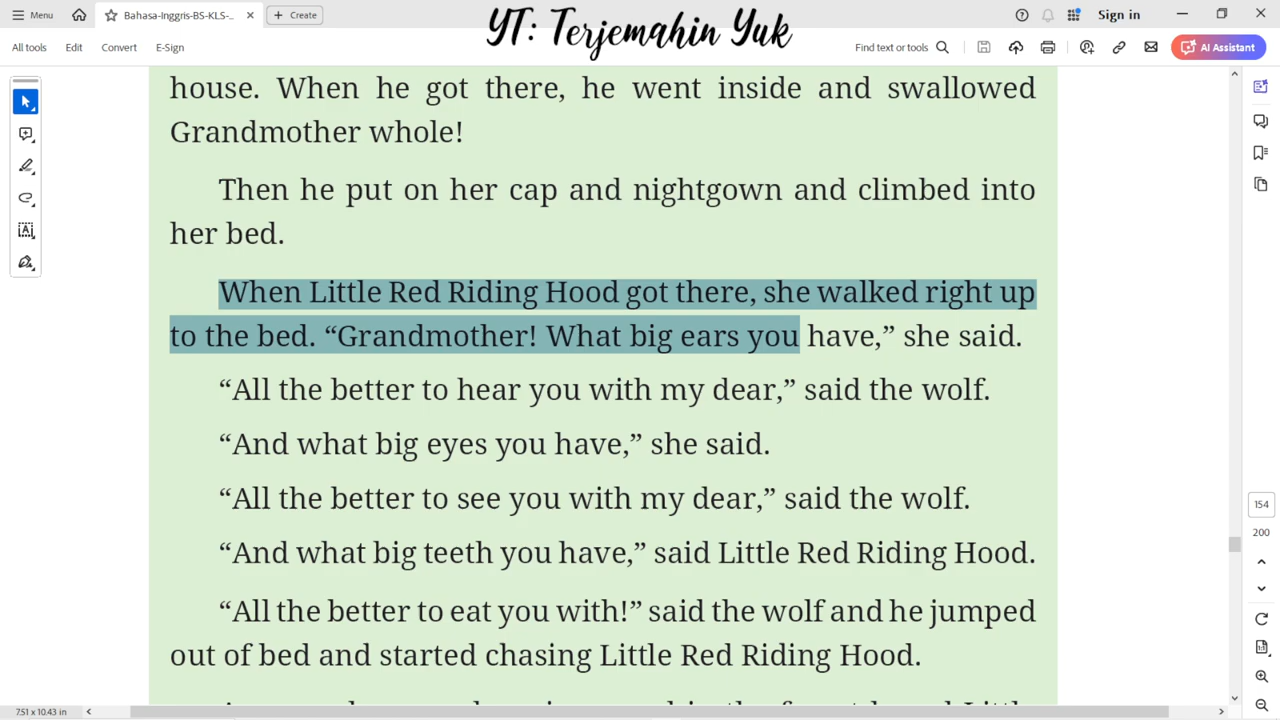 Menu
Bahasa-Inggris-BS-KLS-...
Create
YT: Terjemahin Yuk
Sign in
All tools
Edit
Convert
E-Sign
Find text or tools
AI Assistant
house. When he got there, he went inside and swallowed
Grandmother whole!
Then he put on her cap and nightgown and climbed into
her bed.
When Little Red Riding Hood got there, she walked right up
to the bed. “Grandmother! What big ears you have,” she said.
“All the better to hear you with my dear,” said the wolf.
“And what big eyes you have,” she said.
“All the better to see you with my dear,” said the wolf.
“And what big teeth you have,” said Little Red Riding Hood.
“All the better to eat you with!” said the wolf and he jumped
out of bed and started chasing Little Red Riding Hood.
154
200
7.51 x 10.43 in